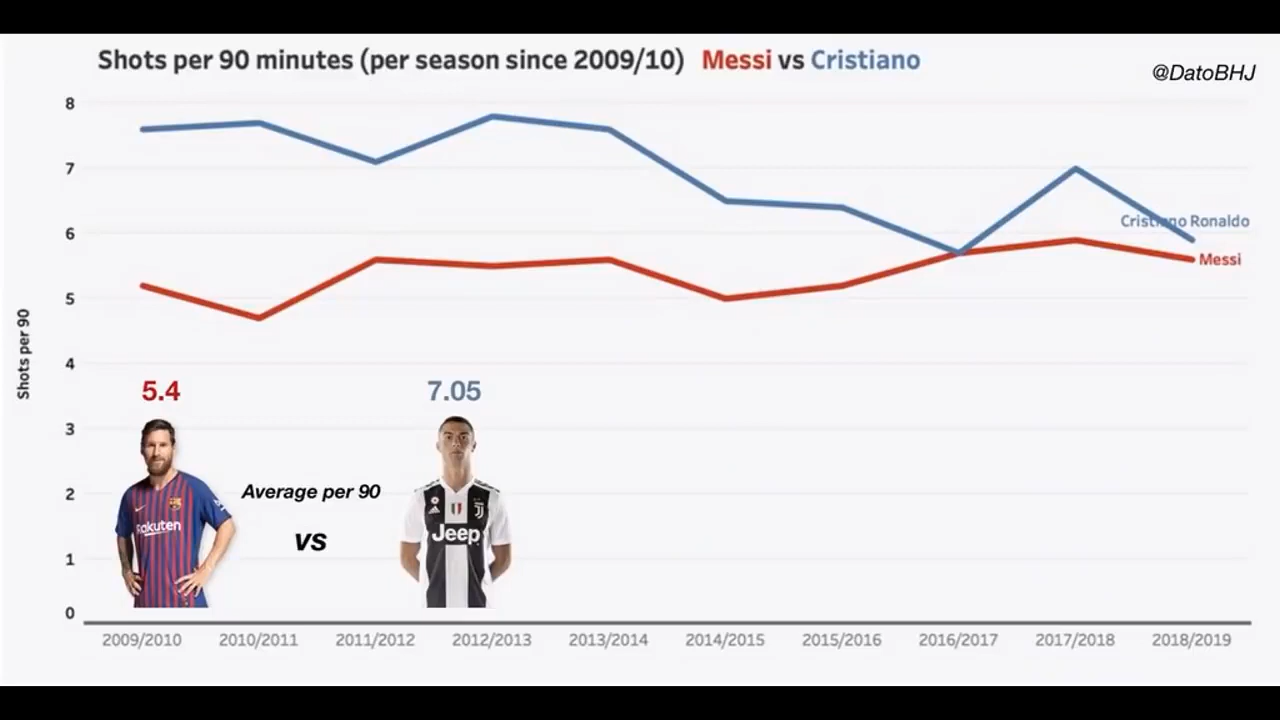 Shots per 90 minutes (per season since 2009/10) Messi vs Cristiano
@DatoBHJ
8
7
6
5
4
3
2
1
0
Shots per 90
Cristiano Ronaldo
Messi
5.4
7.05
Average per 90
vs
Rakuten
Jeep
2009/2010 2010/2011 2011/2012 2012/2013 2013/2014 2014/2015 2015/2016 2016/2017 2017/2018 2018/2019